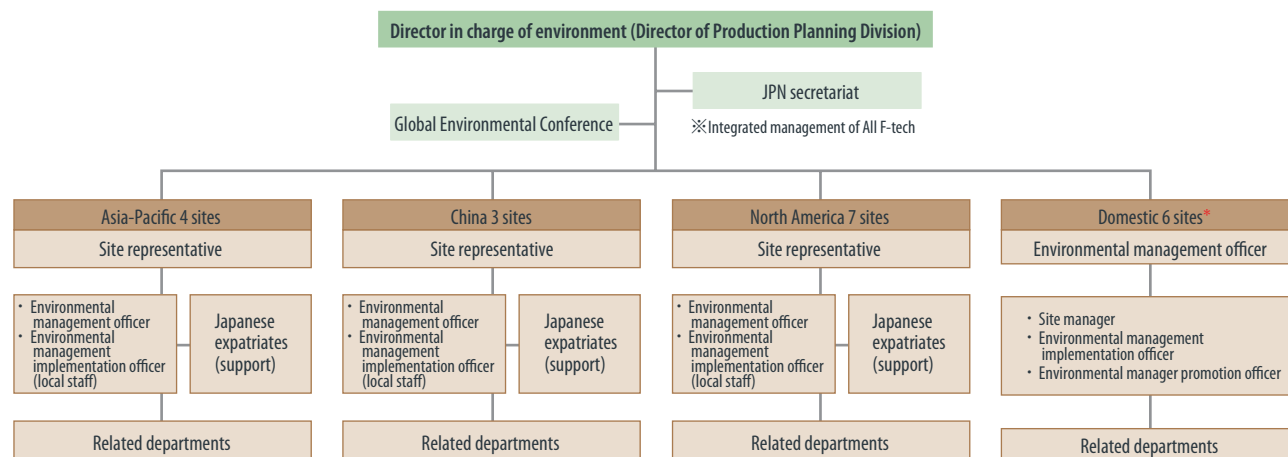 Director in charge of environment (Director of Production Planning Division)
JPN secretariat
Global Environmental Conference
※Integrated management of All F-tech
Asia-Pacific 4 sites
Site representative
・ Environmental
management officer
・ Environmental
management
implementation officer
(local staff)
Japanese
expatriates
(support)
Related departments
China 3 sites
Site representative
・ Environmental
management officer
・ Environmental
management
implementation officer
(local staff)
Japanese
expatriates
(support)
Related departments
North America 7 sites
Site representative
・ Environmental
management officer
・ Environmental
management
implementation officer
(local staff)
Japanese
expatriates
(support)
Related departments
Domestic 6 sites*
Environmental management officer
・ Site manager
・ Environmental management
implementation officer
・ Environmental manager promotion officer
Related departments